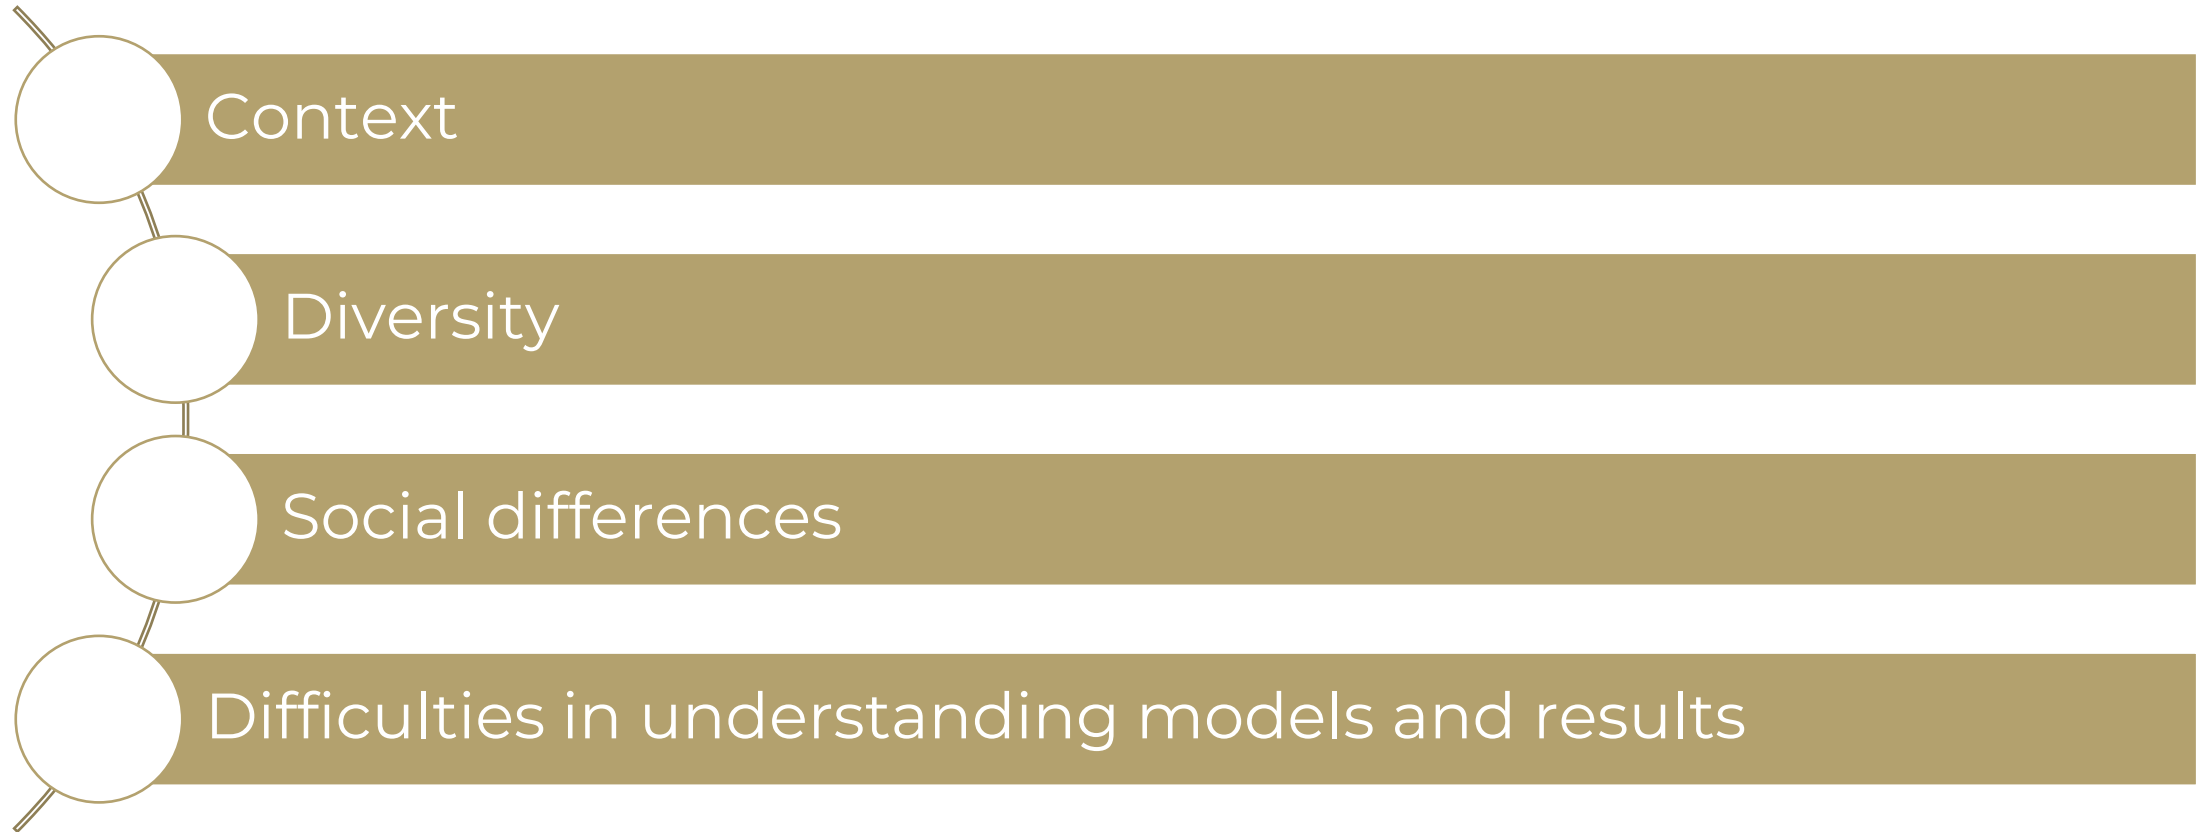 Context
Diversity
Social differences
Difficulties in understanding models and results